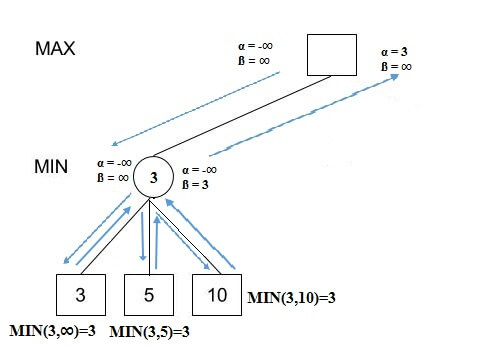 MAX
α = -∞
ß = ∞
α = 3
ß = ∞
MIN
α = -∞
ß = ∞
3
α = -∞
ß = 3
3
5
10
MIN(3,10)=3
MIN(3,∞)=3
MIN(3,5)=3